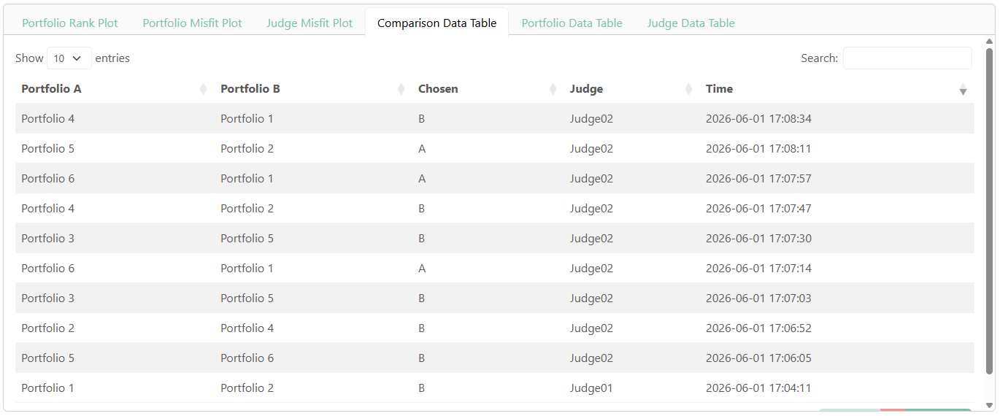 Portfolio Rank Plot Portfolio Misfit Plot Judge Misfit Plot Comparison Data Table Portfolio Data Table Judge Data Table
Show 10 entries Search:
Portfolio A Portfolio B Chosen Judge Time
Portfolio 4 Portfolio 1 B Judge02 2026-06-01 17:08:34
Portfolio 5 Portfolio 2 A Judge02 2026-06-01 17:08:11
Portfolio 6 Portfolio 1 A Judge02 2026-06-01 17:07:57
Portfolio 4 Portfolio 2 B Judge02 2026-06-01 17:07:47
Portfolio 3 Portfolio 5 B Judge02 2026-06-01 17:07:30
Portfolio 6 Portfolio 1 A Judge02 2026-06-01 17:07:14
Portfolio 3 Portfolio 5 B Judge02 2026-06-01 17:07:03
Portfolio 2 Portfolio 4 B Judge02 2026-06-01 17:06:52
Portfolio 5 Portfolio 6 B Judge02 2026-06-01 17:06:05
Portfolio 1 Portfolio 2 B Judge01 2026-06-01 17:04:11